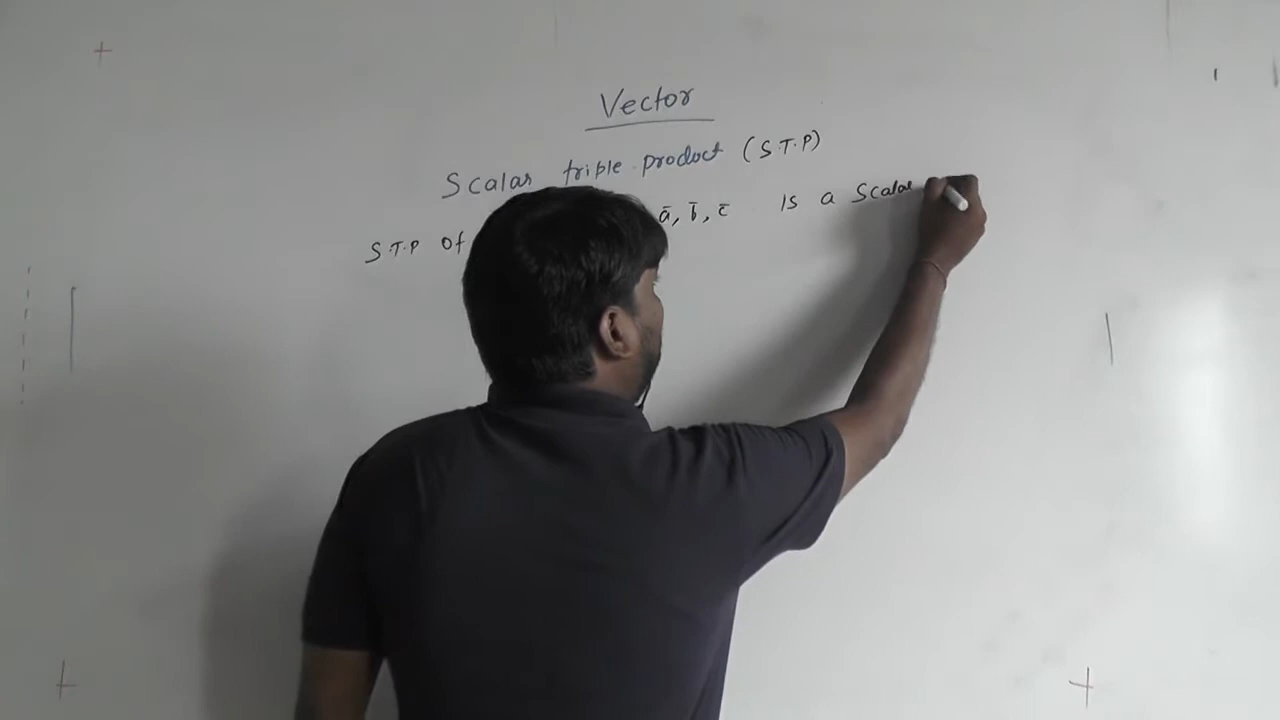 Vector
Scalar triple product (S.T.P)
S.T.P of ā, b̄, c̄ is a Scalar